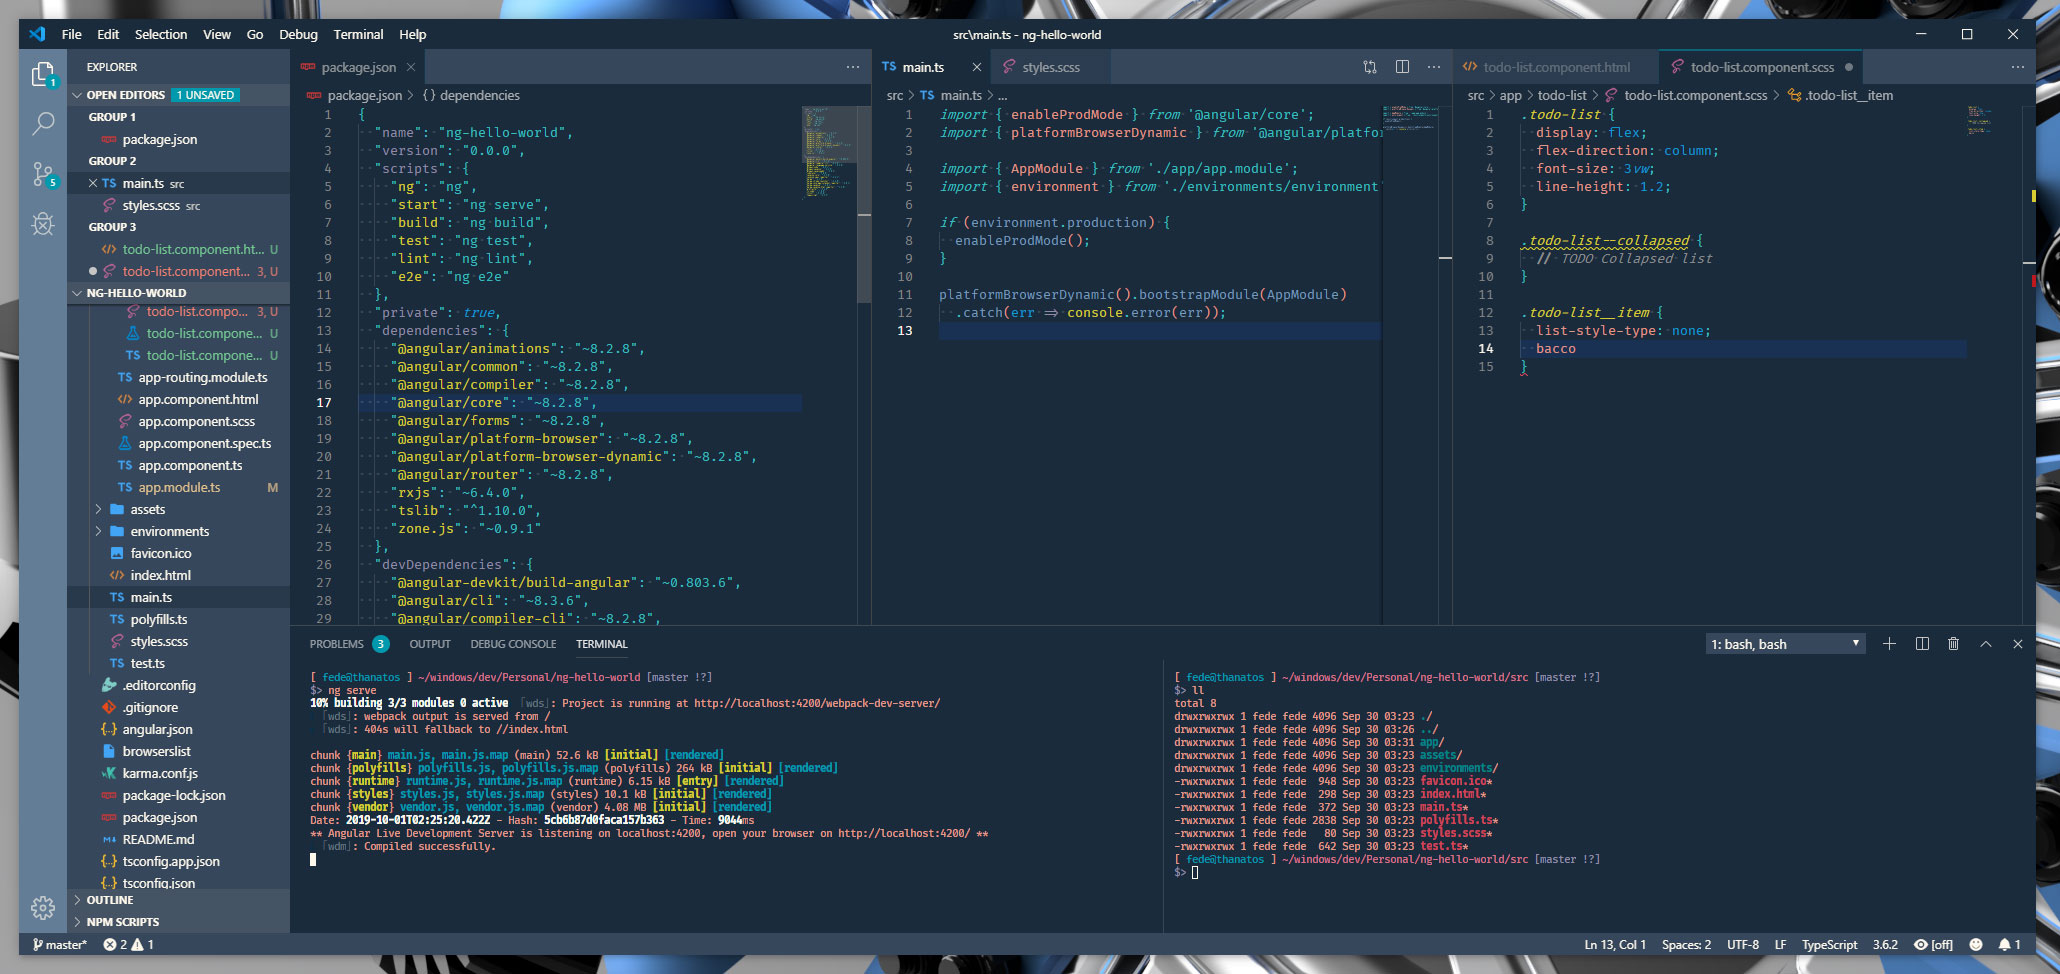 File Edit Selection View Go Debug Terminal Help
src\main.ts - ng-hello-world
1
5
EXPLORER
OPEN EDITORS 1 UNSAVED
GROUP 1
package.json
GROUP 2
TS main.ts src
styles.scss src
GROUP 3
todo-list.component.ht... U
todo-list.component... 3, U
NG-HELLO-WORLD
todo-list.compo... 3, U
todo-list.compone... U
TS todo-list.compone... U
TS app-routing.module.ts
app.component.html
app.component.scss
app.component.spec.ts
TS app.component.ts
TS app.module.ts M
assets
environments
favicon.ico
index.html
TS main.ts
TS polyfills.ts
styles.scss
TS test.ts
.editorconfig
.gitignore
angular.json
browserslist
karma.conf.js
package-lock.json
package.json
README.md
tsconfig.app.json
tsconfig.json
OUTLINE
NPM SCRIPTS
package.json
package.json > {} dependencies
1 {
2 "name": "ng-hello-world",
3 "version": "0.0.0",
4 "scripts": {
5 "ng": "ng",
6 "start": "ng serve",
7 "build": "ng build",
8 "test": "ng test",
9 "lint": "ng lint",
10 "e2e": "ng e2e"
11 },
12 "private": true,
13 "dependencies": {
14 "@angular/animations": "~8.2.8",
15 "@angular/common": "~8.2.8",
16 "@angular/compiler": "~8.2.8",
17 "@angular/core": "~8.2.8",
18 "@angular/forms": "~8.2.8",
19 "@angular/platform-browser": "~8.2.8",
20 "@angular/platform-browser-dynamic": "~8.2.8",
21 "@angular/router": "~8.2.8",
22 "rxjs": "~6.4.0",
23 "tslib": "^1.10.0",
24 "zone.js": "~0.9.1"
25 },
26 "devDependencies": {
27 "@angular-devkit/build-angular": "~0.803.6",
28 "@angular/cli": "~8.3.6",
29 "@angular/compiler-cli": "~8.2.8",
TS main.ts
styles.scss
src > TS main.ts > ...
1 import { enableProdMode } from '@angular/core';
2 import { platformBrowserDynamic } from '@angular/platfo
3
4 import { AppModule } from './app/app.module';
5 import { environment } from './environments/environment'
6
7 if (environment.production) {
8 enableProdMode();
9 }
10
11 platformBrowserDynamic().bootstrapModule(AppModule)
12 .catch(err => console.error(err));
13
todo-list.component.html
todo-list.component.scss
src > app > todo-list > todo-list.component.scss > .todo-list__item
1 .todo-list {
2 display: flex;
3 flex-direction: column;
4 font-size: 3vw;
5 line-height: 1.2;
6 }
7
8 .todo-list--collapsed {
9 // TODO Collapsed list
10 }
11
12 .todo-list__item {
13 list-style-type: none;
14 bacco
15 }
PROBLEMS 3 OUTPUT DEBUG CONSOLE TERMINAL
1: bash, bash
[ fede@thanatos ] ~/windows/dev/Personal/ng-hello-world [master !?]
$> ng serve
10% building 3/3 modules 0 active ｢wds｣: Project is running at http://localhost:4200/webpack-dev-server/
｢wds｣: webpack output is served from /
｢wds｣: 404s will fallback to //index.html
chunk {main} main.js, main.js.map (main) 52.6 kB [initial] [rendered]
chunk {polyfills} polyfills.js, polyfills.js.map (polyfills) 264 kB [initial] [rendered]
chunk {runtime} runtime.js, runtime.js.map (runtime) 6.15 kB [entry] [rendered]
chunk {styles} styles.js, styles.js.map (styles) 10.1 kB [initial] [rendered]
chunk {vendor} vendor.js, vendor.js.map (vendor) 4.08 MB [initial] [rendered]
Date: 2019-10-01T02:25:20.422Z - Hash: 5cb6b87d0faca157b363 - Time: 9044ms
** Angular Live Development Server is listening on localhost:4200, open your browser on http://localhost:4200/ **
｢wdm｣: Compiled successfully.
[ fede@thanatos ] ~/windows/dev/Personal/ng-hello-world/src [master !?]
$> ll
total 8
drwxrwxrwx 1 fede fede 4096 Sep 30 03:23 ./
drwxrwxrwx 1 fede fede 4096 Sep 30 03:26 ../
drwxrwxrwx 1 fede fede 4096 Sep 30 03:31 app/
drwxrwxrwx 1 fede fede 4096 Sep 30 03:23 assets/
drwxrwxrwx 1 fede fede 4096 Sep 30 03:23 environments/
-rwxrwxrwx 1 fede fede 948 Sep 30 03:23 favicon.ico*
-rwxrwxrwx 1 fede fede 298 Sep 30 03:23 index.html*
-rwxrwxrwx 1 fede fede 372 Sep 30 03:23 main.ts*
-rwxrwxrwx 1 fede fede 2838 Sep 30 03:23 polyfills.ts*
-rwxrwxrwx 1 fede fede 80 Sep 30 03:23 styles.scss*
-rwxrwxrwx 1 fede fede 642 Sep 30 03:23 test.ts*
[ fede@thanatos ] ~/windows/dev/Personal/ng-hello-world/src [master !?]
$>
master* 2 1
Ln 13, Col 1 Spaces: 2 UTF-8 LF TypeScript 3.6.2 [off] 1